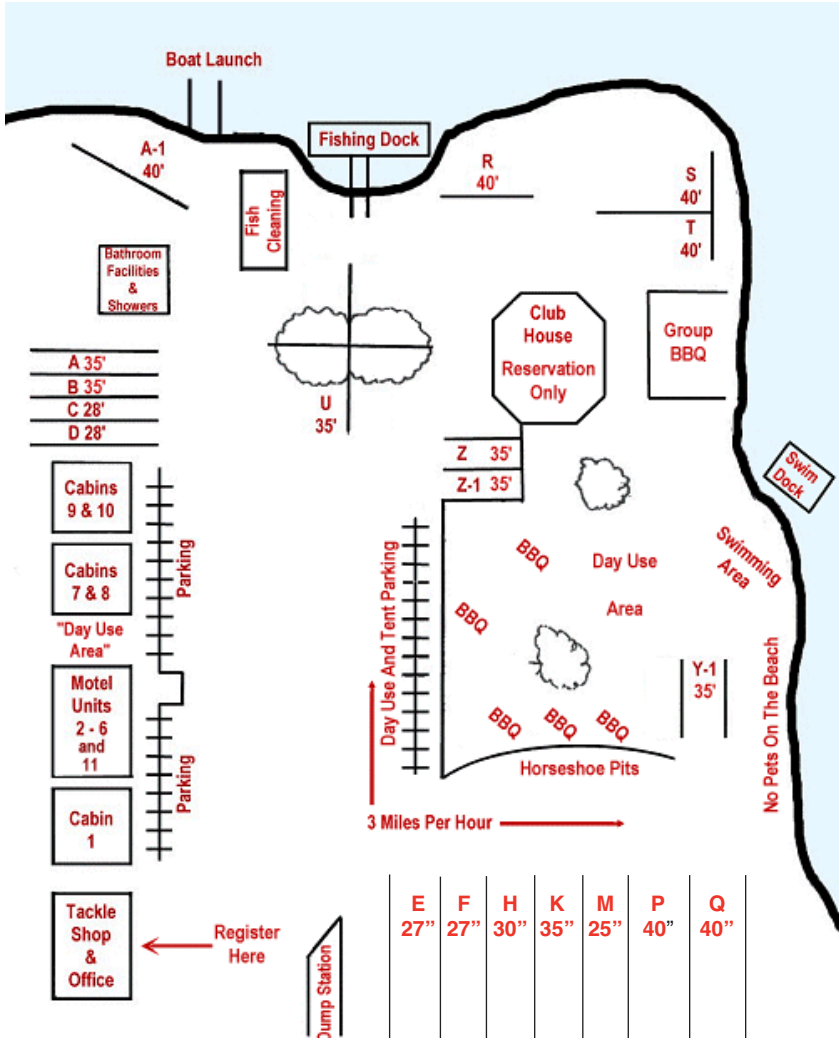 Boat Launch
Fishing Dock
A-1
40'
R
40'
S
40'
T
40'
Fish
Cleaning
Bathroom
Facilities
&
Showers
Club
House
Reservation
Only
Group
BBQ
A 35'
B 35'
C 28'
D 28'
U
35'
Z 35'
Z-1 35'
Swim
Dock
Cabins
9 & 10
Parking
Cabins
7 & 8
"Day Use
Area"
Day Use And Tent Parking
BBQ
Day Use
Area
Swimming
Area
BBQ
Motel
Units
2 - 6
and
11
Parking
Y-1
35'
No Pets On The Beach
BBQ
BBQ
BBQ
Horseshoe Pits
Cabin
1
3 Miles Per Hour
Tackle
Shop
&
Office
Register
Here
Dump Station
E
27”
F
27”
H
30”
K
35”
M
25”
P
40”
Q
40”